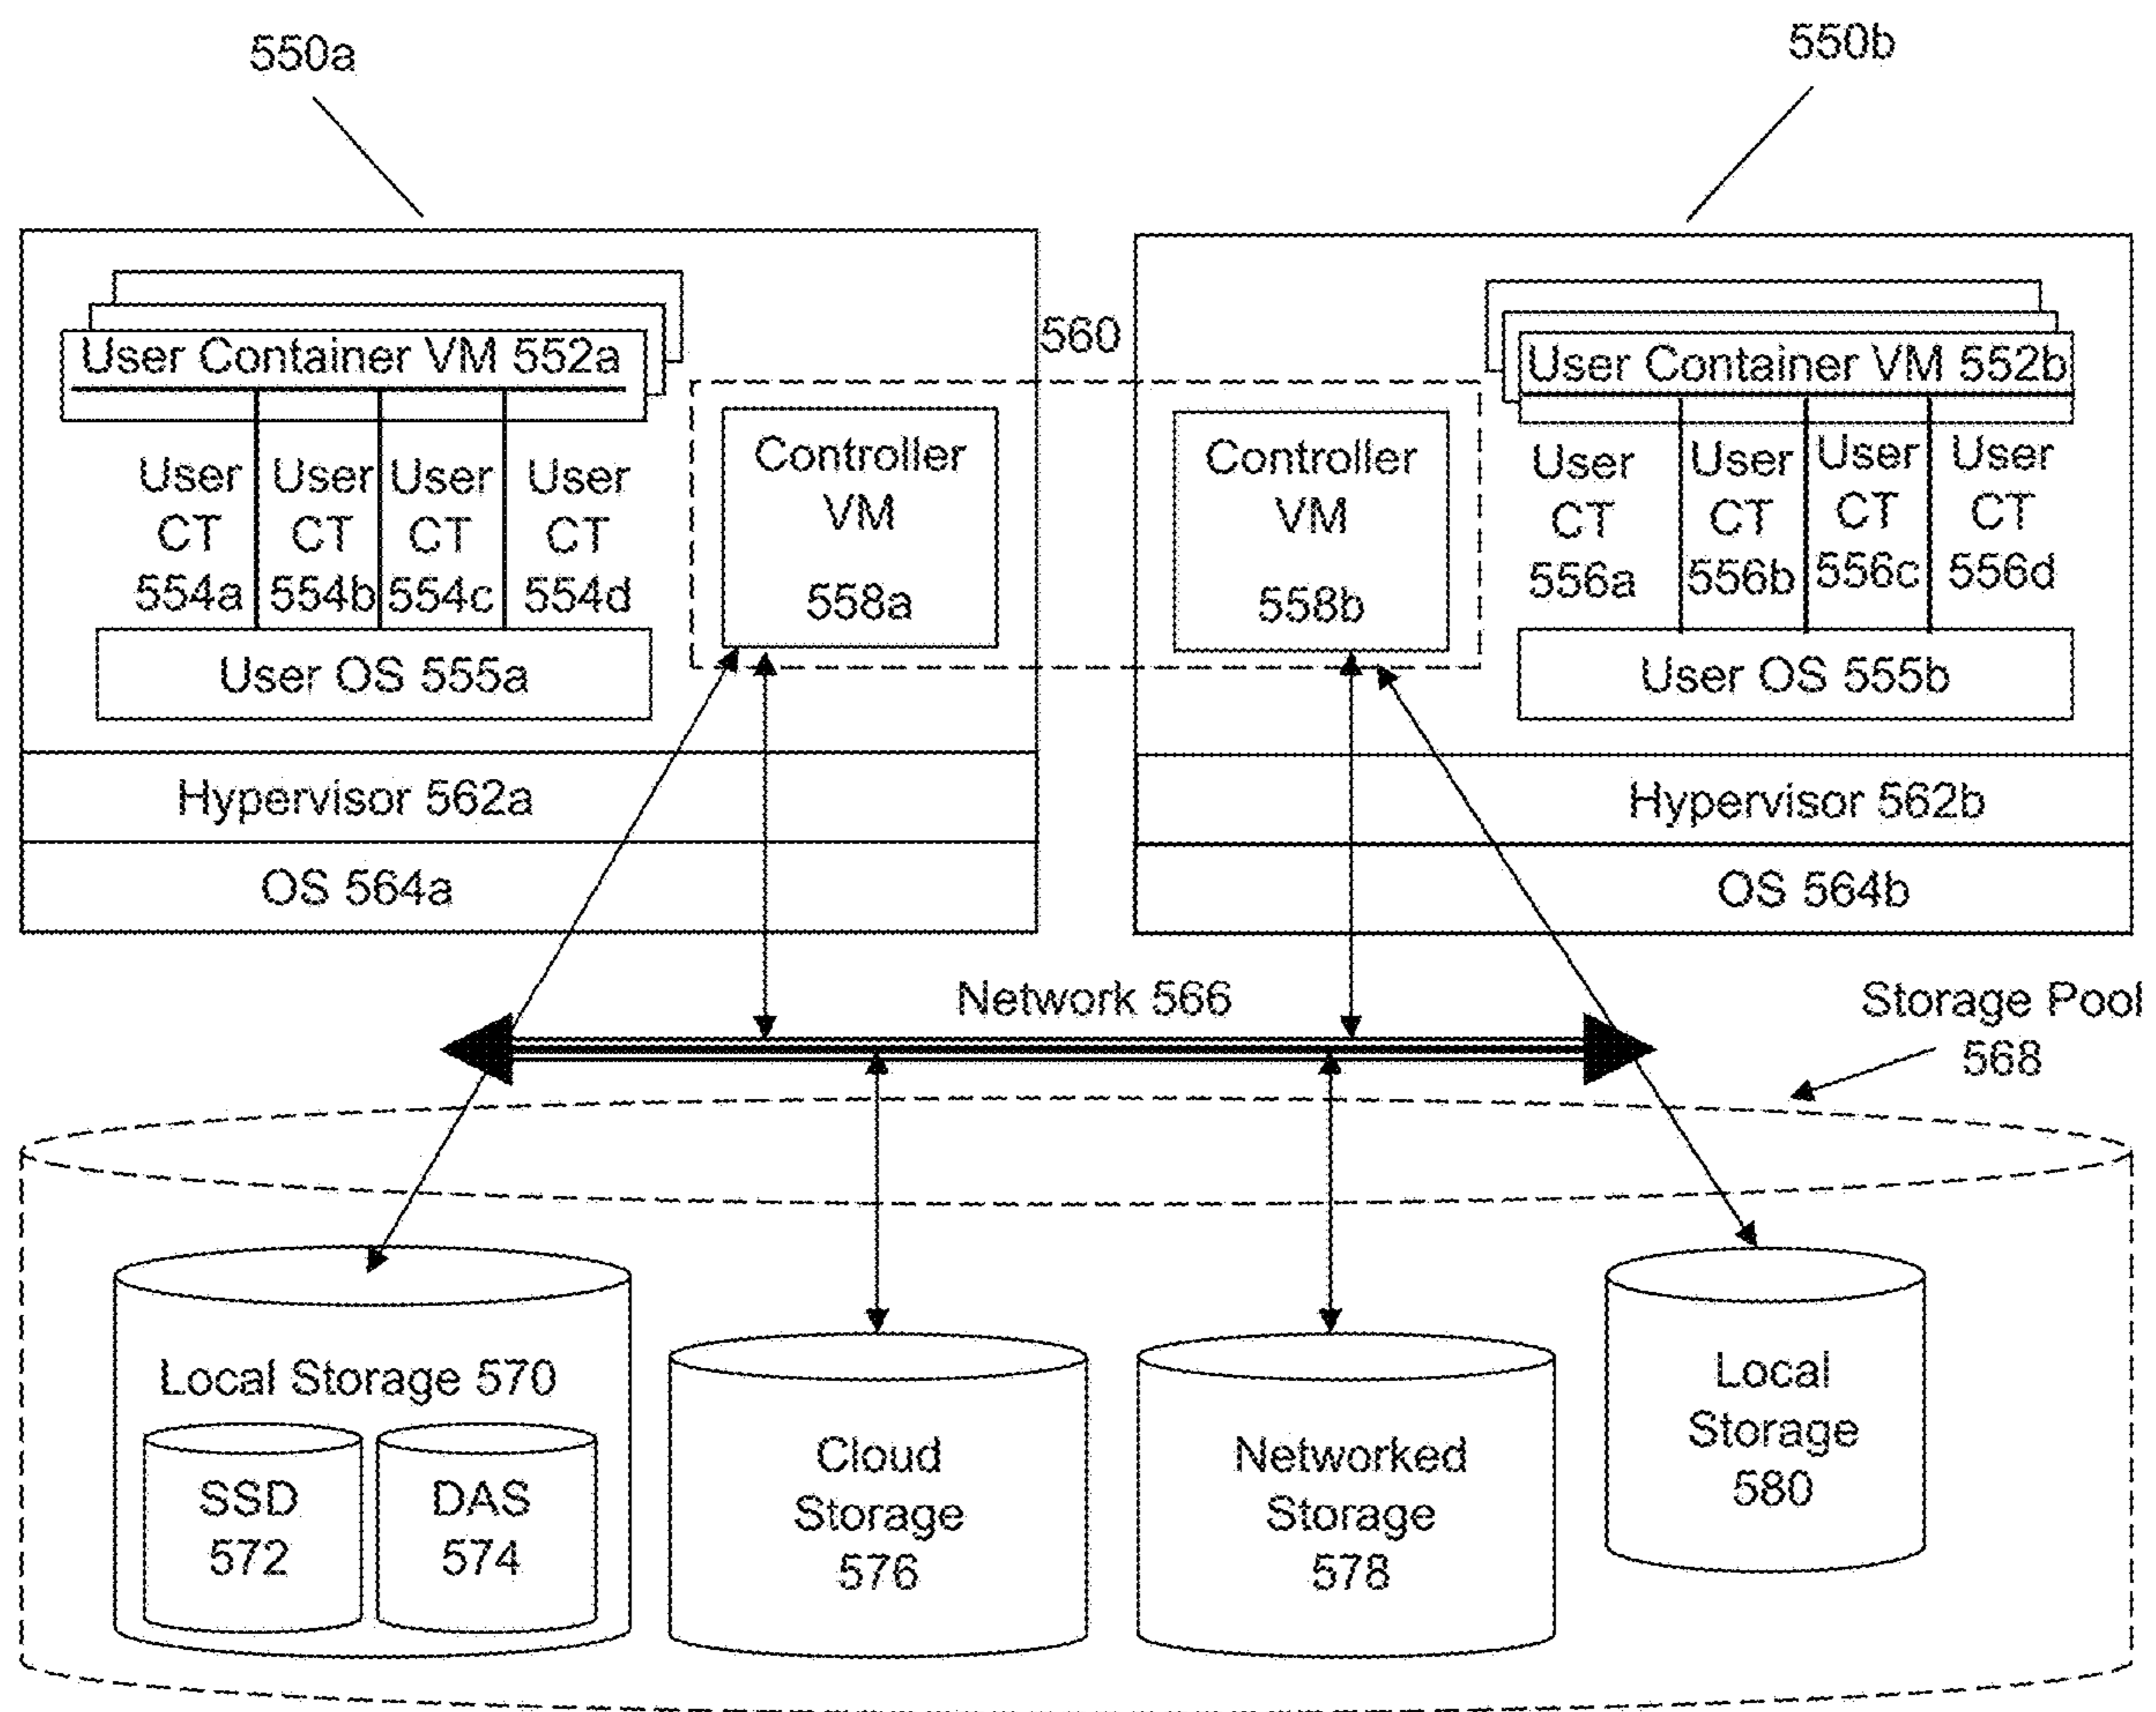 550a
550b
560
User Container VM 552a
User
CT
554a
User
CT
554b
User
CT
554c
User
CT
554d
User OS 555a
Controller
VM
558a
Hypervisor 562a
OS 564a
Controller
VM
558b
User Container VM 552b
User
CT
556a
User
CT
556b
User
CT
556c
User
CT
556d
User OS 555b
Hypervisor 562b
OS 564b
Network 566
Storage Pool
568
Local Storage 570
SSD
572
DAS
574
Cloud
Storage
576
Networked
Storage
578
Local
Storage
580